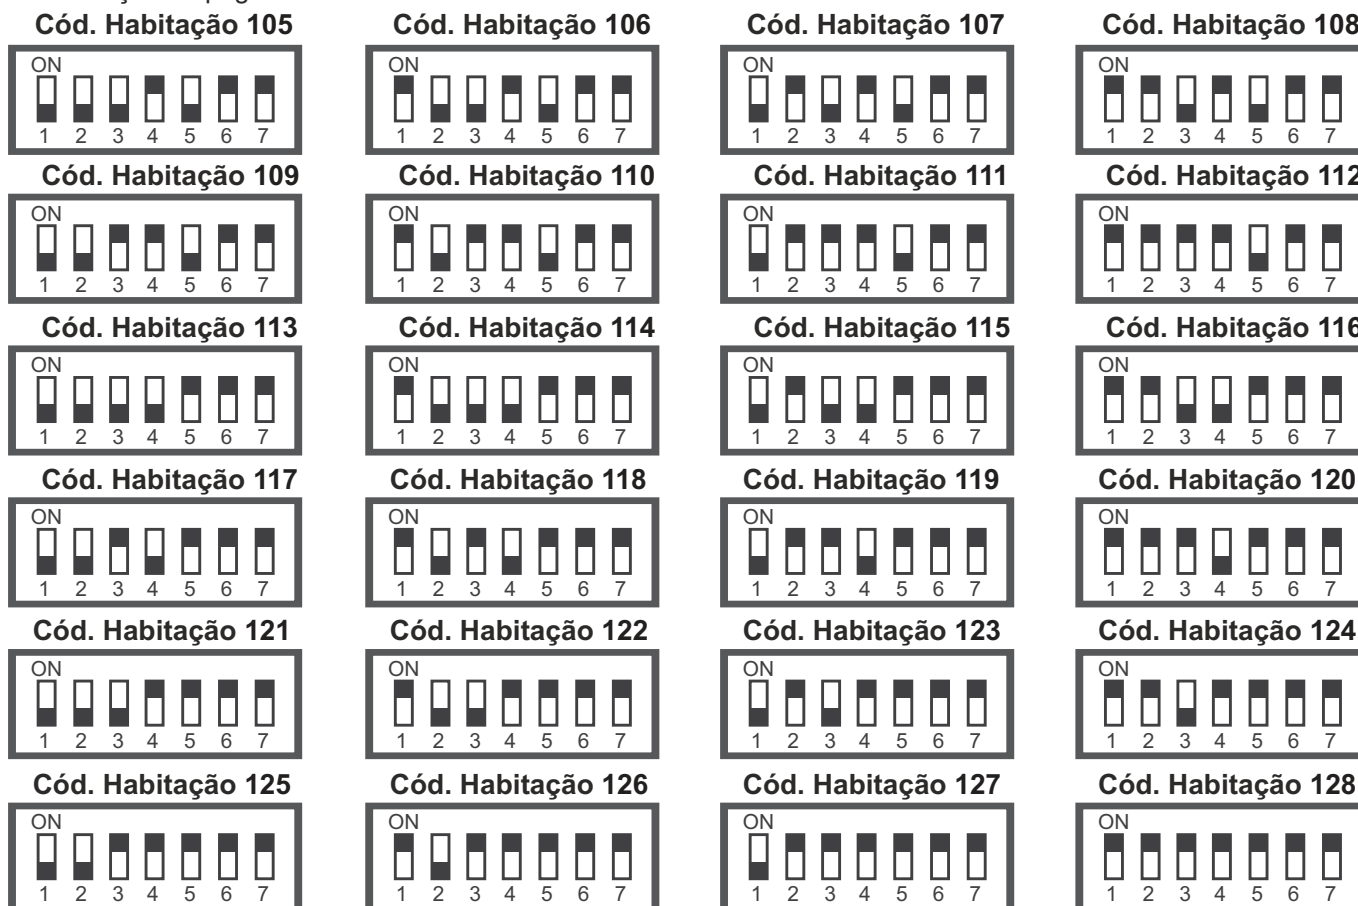 Cód. Habitação 105 Cód. Habitação 106 Cód. Habitação 107 Cód. Habitação 108
ON ON ON ON
1 2 3 4 5 6 7 1 2 3 4 5 6 7 1 2 3 4 5 6 7 1 2 3 4 5 6 7
Cód. Habitação 109 Cód. Habitação 110 Cód. Habitação 111 Cód. Habitação 112
ON ON ON ON
1 2 3 4 5 6 7 1 2 3 4 5 6 7 1 2 3 4 5 6 7 1 2 3 4 5 6 7
Cód. Habitação 113 Cód. Habitação 114 Cód. Habitação 115 Cód. Habitação 116
ON ON ON ON
1 2 3 4 5 6 7 1 2 3 4 5 6 7 1 2 3 4 5 6 7 1 2 3 4 5 6 7
Cód. Habitação 117 Cód. Habitação 118 Cód. Habitação 119 Cód. Habitação 120
ON ON ON ON
1 2 3 4 5 6 7 1 2 3 4 5 6 7 1 2 3 4 5 6 7 1 2 3 4 5 6 7
Cód. Habitação 121 Cód. Habitação 122 Cód. Habitação 123 Cód. Habitação 124
ON ON ON ON
1 2 3 4 5 6 7 1 2 3 4 5 6 7 1 2 3 4 5 6 7 1 2 3 4 5 6 7
Cód. Habitação 125 Cód. Habitação 126 Cód. Habitação 127 Cód. Habitação 128
ON ON ON ON
1 2 3 4 5 6 7 1 2 3 4 5 6 7 1 2 3 4 5 6 7 1 2 3 4 5 6 7